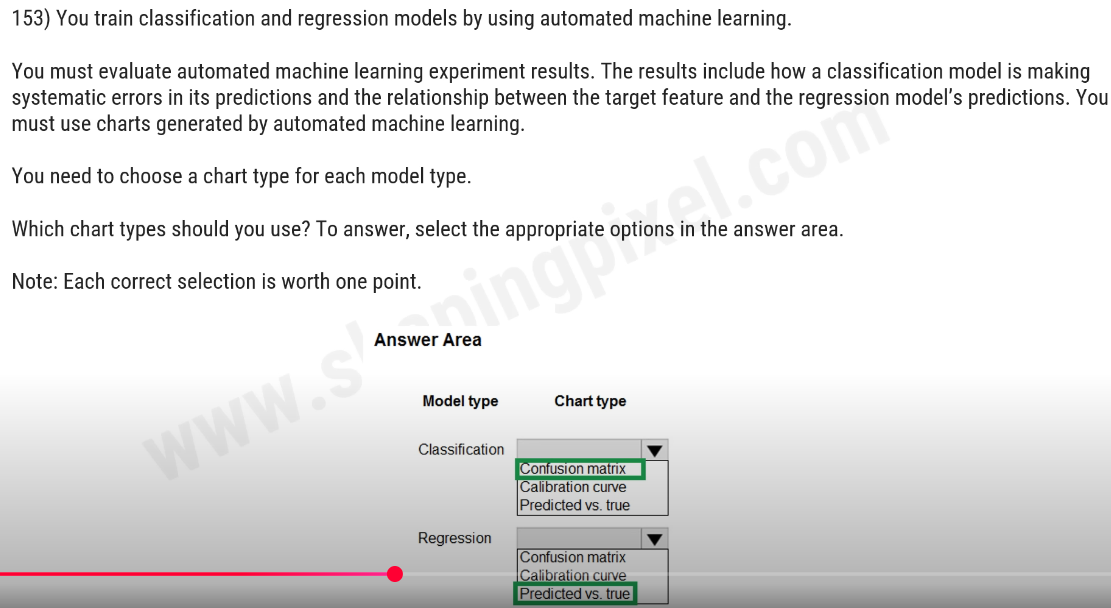 153) You train classification and regression models by using automated machine learning.
You must evaluate automated machine learning experiment results. The results include how a classification model is making
systematic errors in its predictions and the relationship between the target feature and the regression model's predictions. You
must use charts generated by automated machine learning.
You need to choose a chart type for each model type.
Which chart types should you use? To answer, select the appropriate options in the answer area.
Note: Each correct selection is worth one point.
Answer Area
Model type Chart type
Classification
Confusion matrix
Calibration curve
Predicted vs. true
Regression
Confusion matrix
Calibration curve
Predicted vs. true